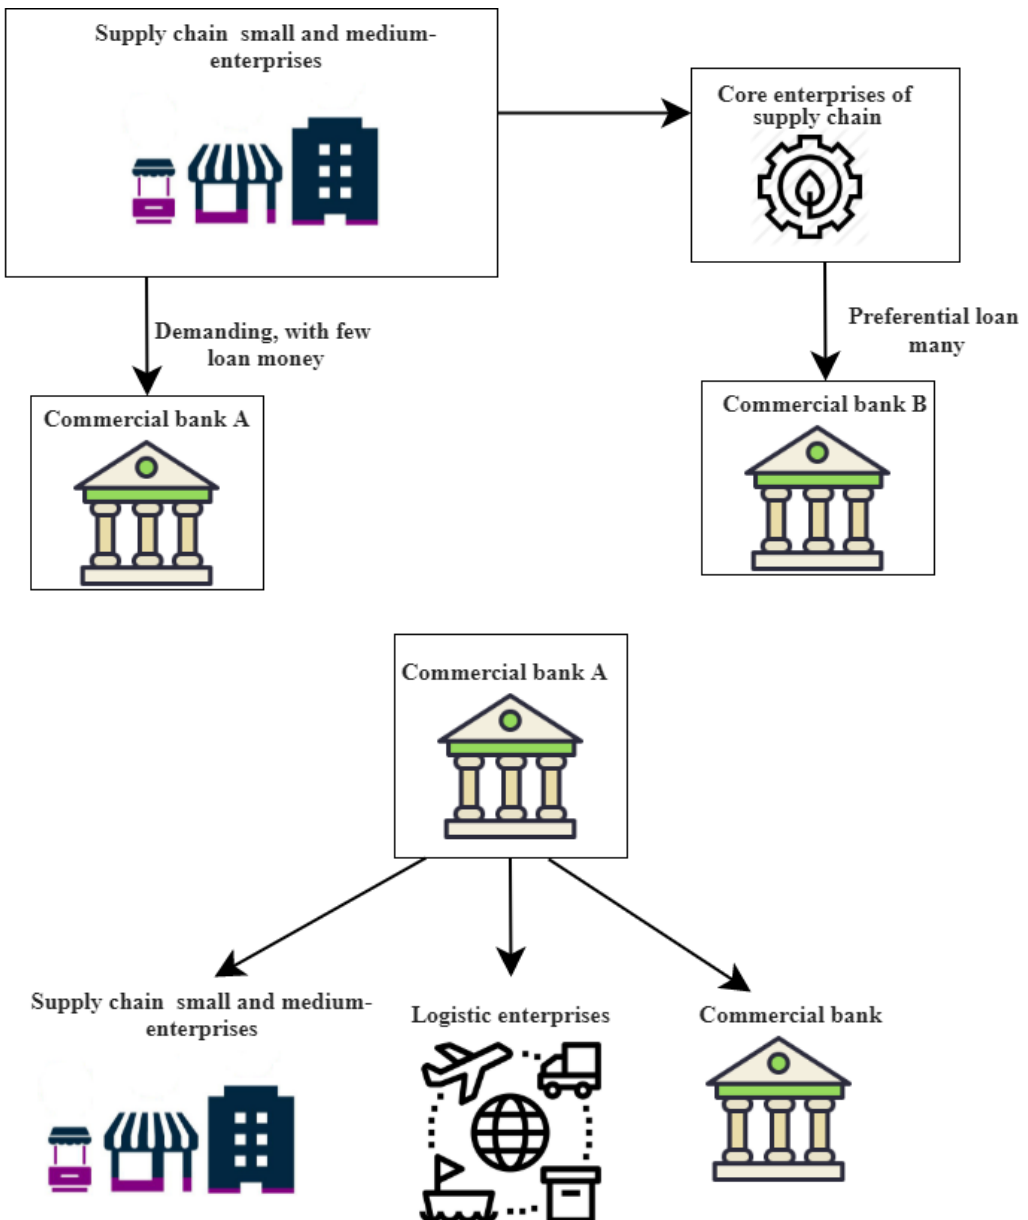 Supply chain small and medium-
enterprises
Core enterprises of
supply chain
Demanding, with few
loan money
Preferential loan
many
Commercial bank A
Commercial bank B
Commercial bank A
Supply chain small and medium-
enterprises
Logistic enterprises
Commercial bank